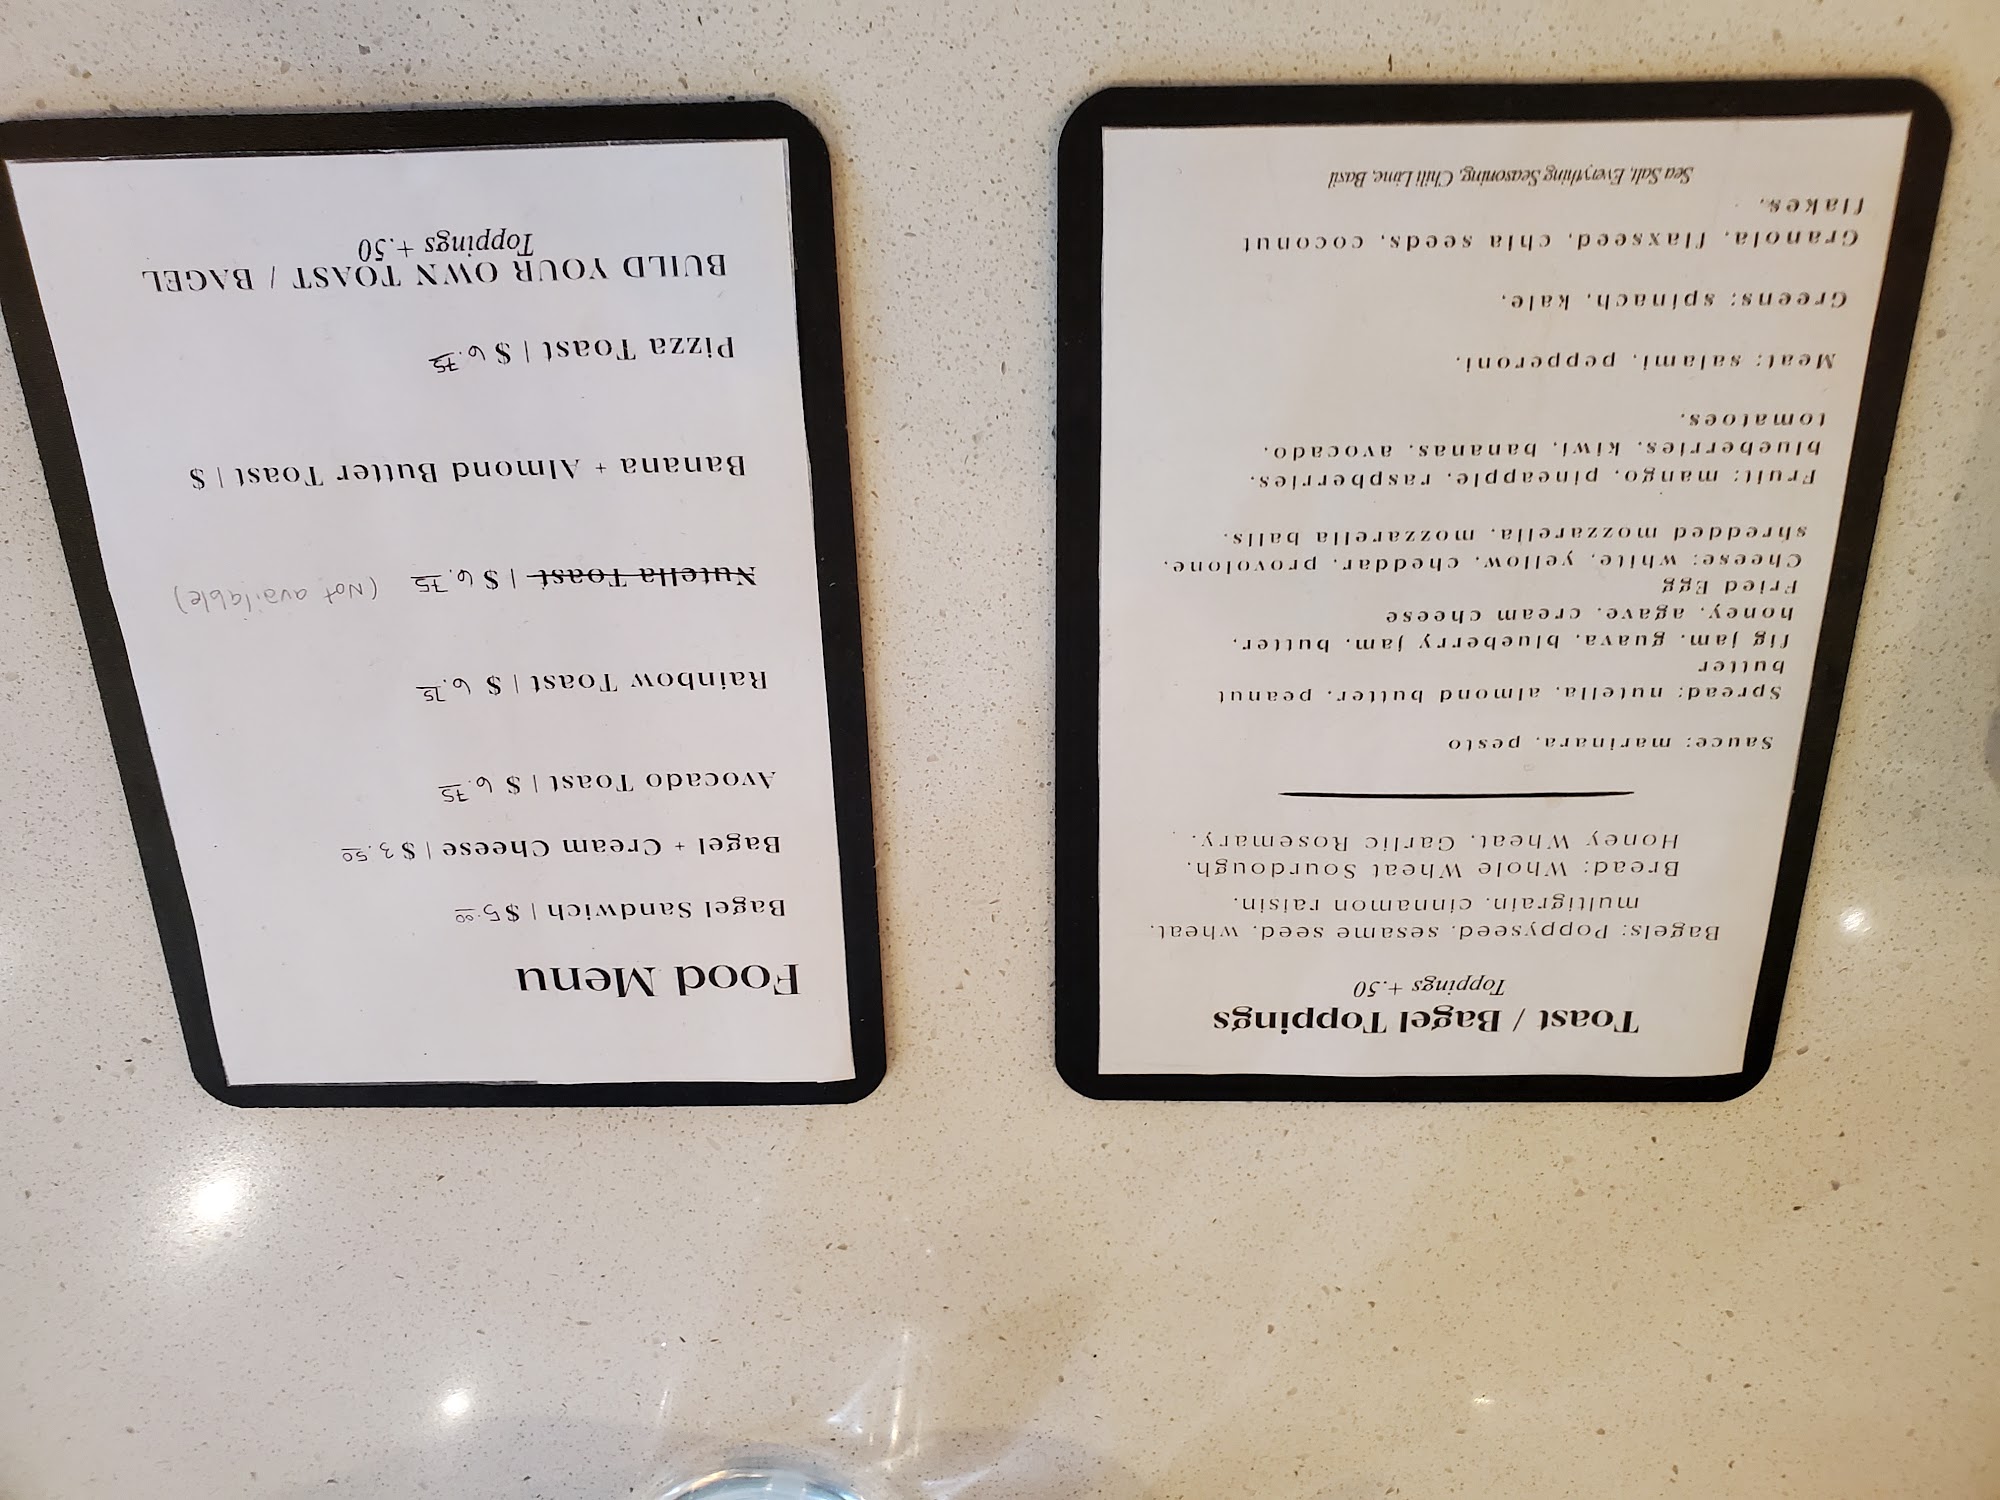 Food Menu
Bagel Sandwich | $5.00
Bagel + Cream Cheese | $3.50
Avocado Toast | $ 6.75
Rainbow Toast | $ 6.75
Nutella Toast | $ 6.75 (Not available)
Banana + Almond Butter Toast | $
Pizza Toast | $ 6.75
BUILD YOUR OWN TOAST / BAGEL
Toppings +.50
Toast / Bagel Toppings
Toppings +.50
Bagels: Poppyseed, sesame seed, wheat,
multigrain, cinnamon raisin.
Bread: Whole Wheat Sourdough,
Honey Wheat, Garlic Rosemary.
Sauce: marinara, pesto
Spread: nutella, almond butter, peanut
butter
fig jam, guava, blueberry jam, butter,
honey, agave, cream cheese
Fried Egg
Cheese: white, yellow, cheddar, provolone,
shredded mozzarella, mozzarella balls.
Fruit: mango, pineapple, raspberries,
blueberries, kiwi, bananas, avocado,
tomatoes.
Meat: salami, pepperoni.
Greens: spinach, kale.
Granola, flaxseed, chia seeds, coconut
flakes.
Sea Salt, Everything Seasoning, Chili Lime, Basil